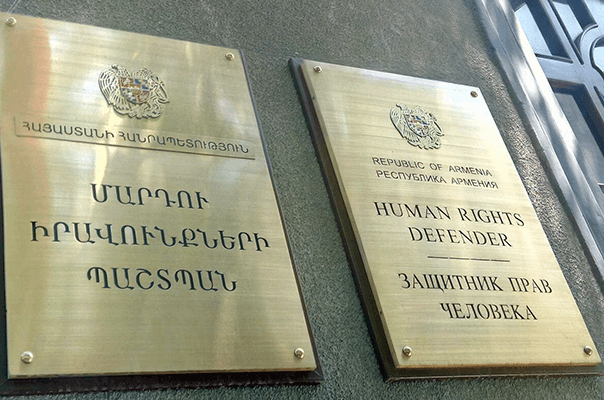 ՀԱՅԱՍՏԱՆԻ ՀԱՆՐԱՊԵՏՈՒԹՅՈՒՆ
ՄԱՐԴՈՒ
ԻՐԱՎՈՒՆՔՆԵՐԻ
ՊԱՇՏՊԱՆ
REPUBLIC OF ARMENIA
РЕСПУБЛИКА АРМЕНИЯ
HUMAN RIGHTS
DEFENDER
ЗАЩИТНИК ПРАВ
ЧЕЛОВЕКА